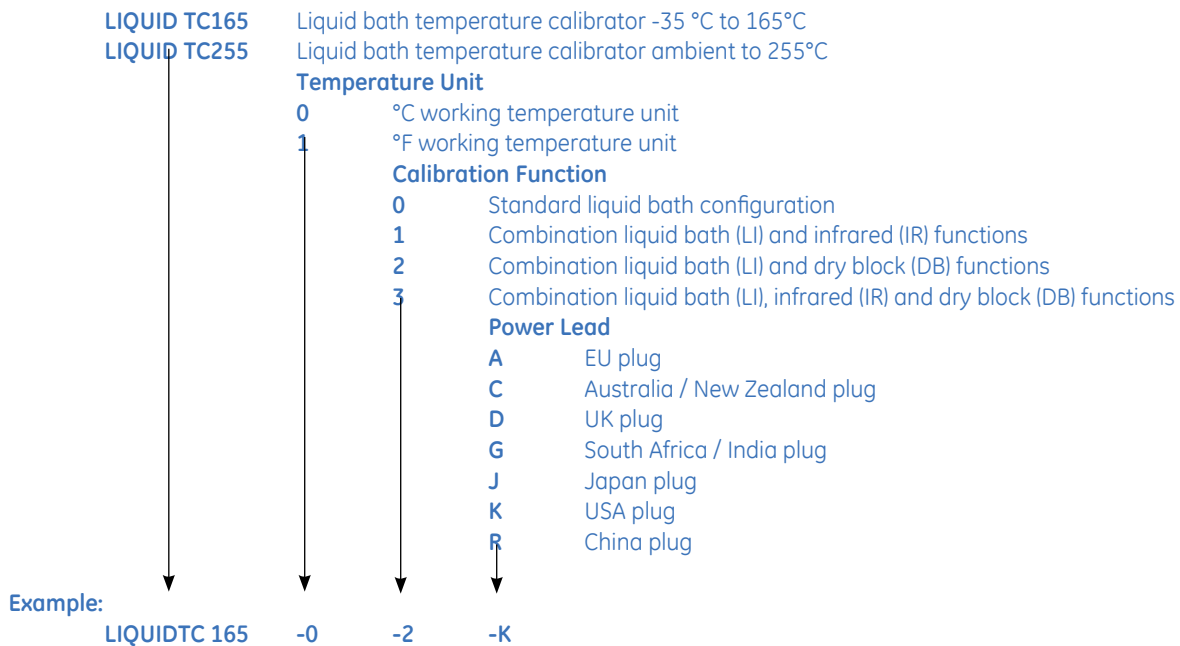 LIQUID TC165 Liquid bath temperature calibrator -35 °C to 165°C
LIQUID TC255 Liquid bath temperature calibrator ambient to 255°C
Temperature Unit
0 °C working temperature unit
1 °F working temperature unit
Calibration Function
0 Standard liquid bath configuration
1 Combination liquid bath (LI) and infrared (IR) functions
2 Combination liquid bath (LI) and dry block (DB) functions
3 Combination liquid bath (LI), infrared (IR) and dry block (DB) functions
Power Lead
A EU plug
C Australia / New Zealand plug
D UK plug
G South Africa / India plug
J Japan plug
K USA plug
R China plug
Example:
LIQUIDTC 165 -0 -2 -K